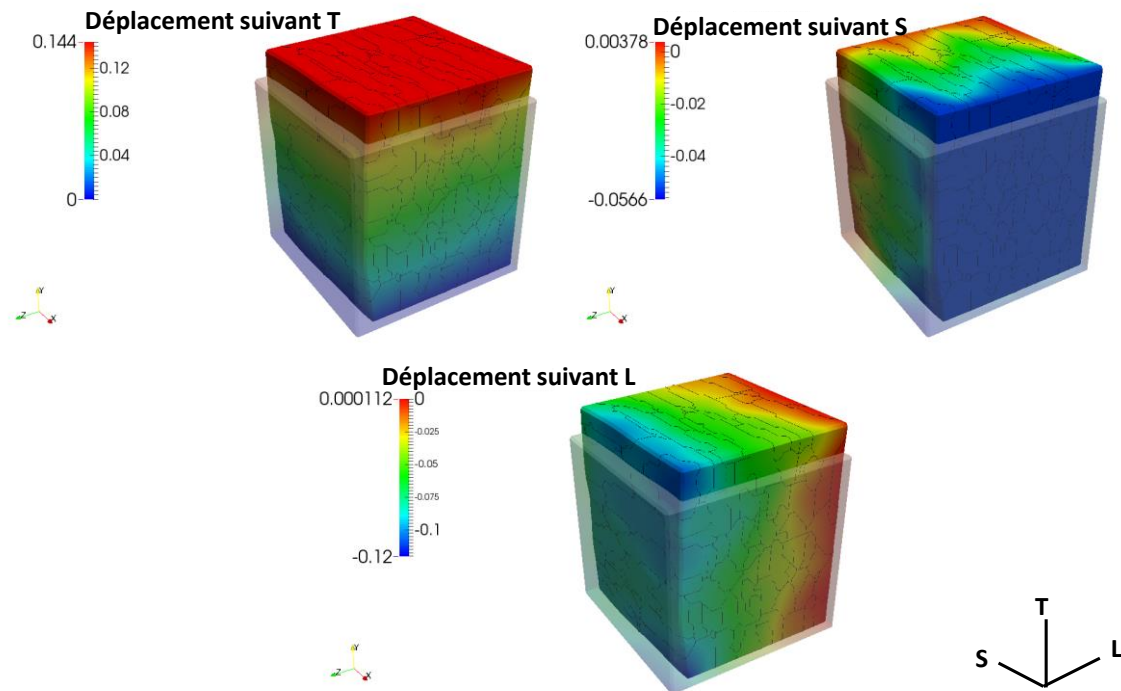 Déplacement suivant T
0.144
0.12
0.08
0.04
0
Y
Z
X
Déplacement suivant S
0.00378
0
-0.02
-0.04
-0.0566
Y
Z
X
Déplacement suivant L
0.000112
0
-0.025
-0.05
-0.075
-0.1
-0.12
Y
Z
X
T
S
L